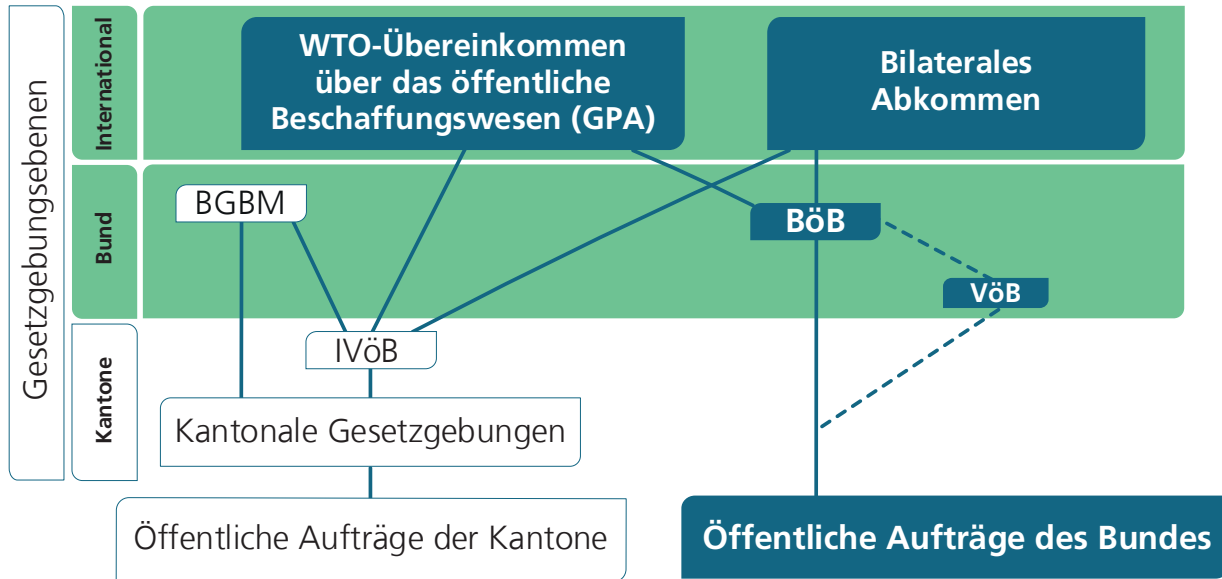 Gesetzgebungsebenen
International
WTO-Übereinkommen
über das öffentliche
Beschaffungswesen (GPA)
Bilaterales
Abkommen
Bund
BGBM
BöB
VöB
Kantone
IVöB
Kantonale Gesetzgebungen
Öffentliche Aufträge der Kantone
Öffentliche Aufträge des Bundes